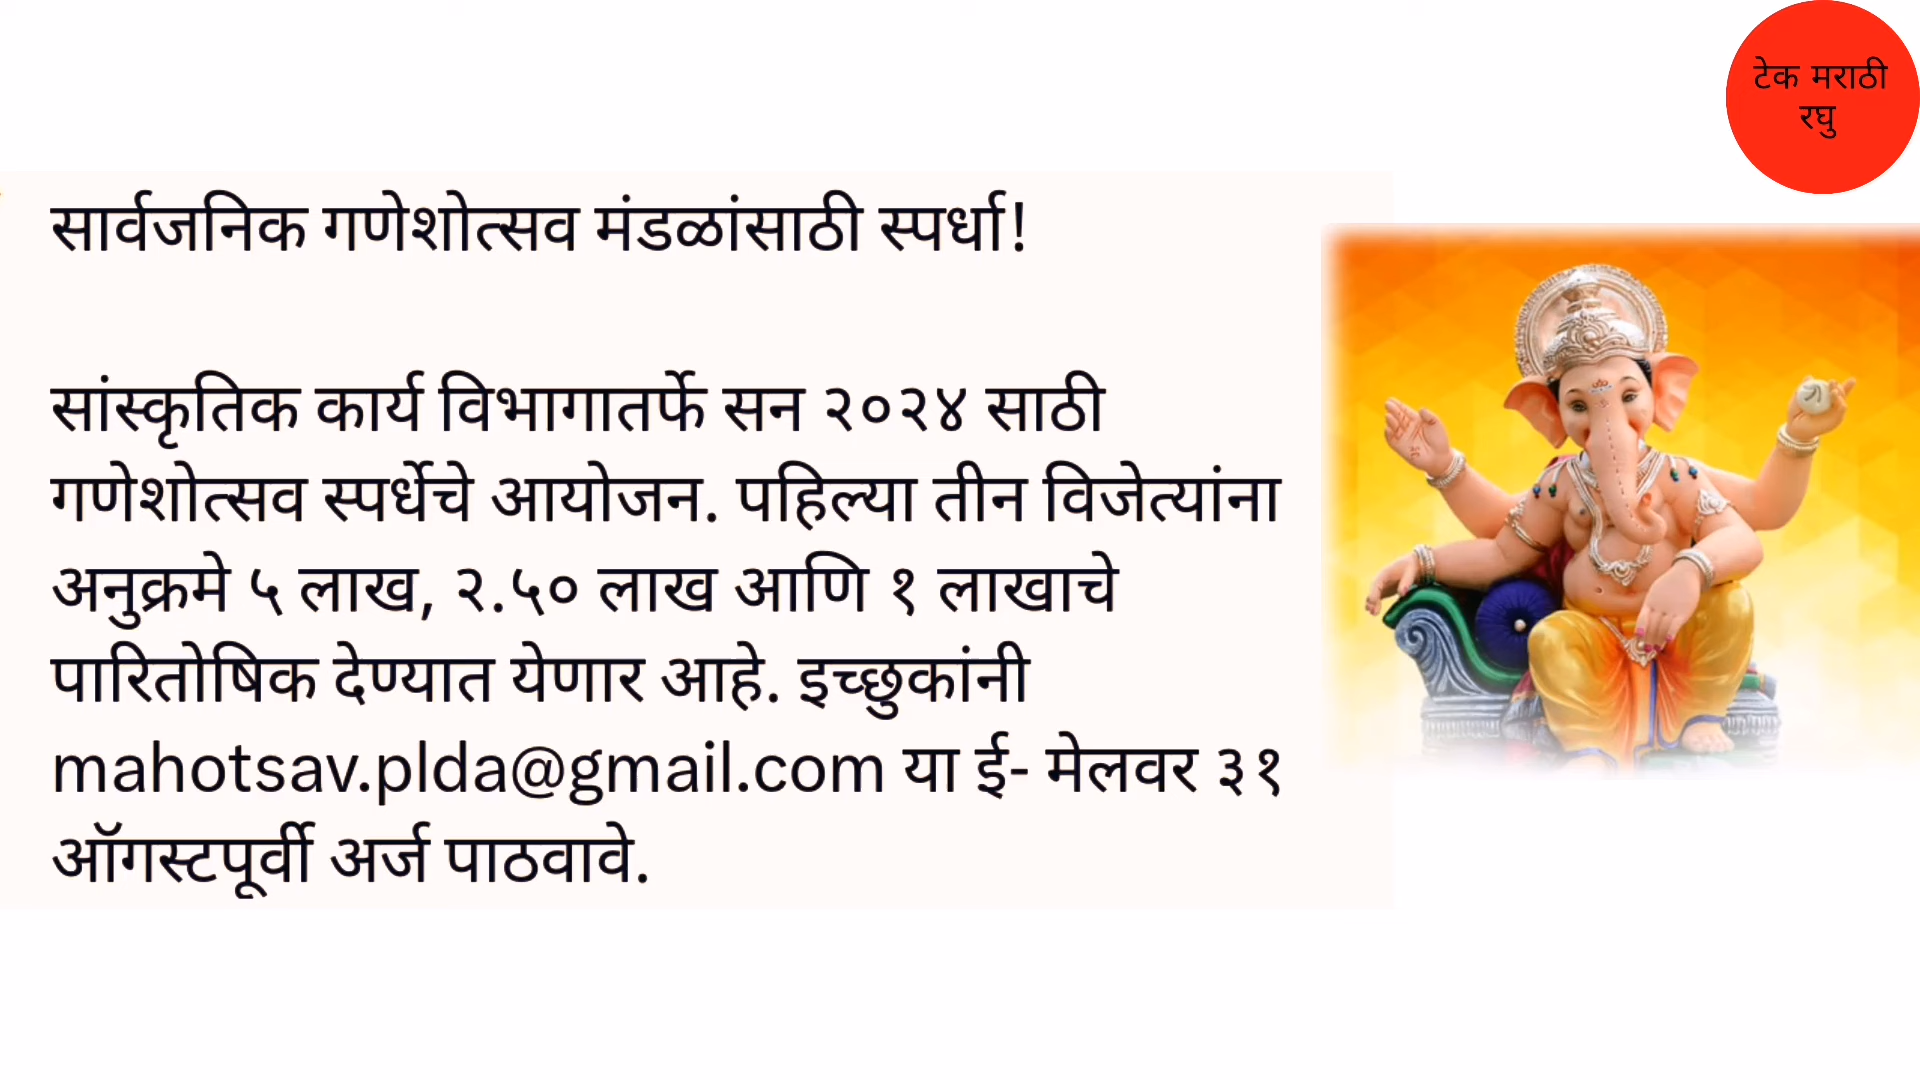 टेक मराठी
रघु
सार्वजनिक गणेशोत्सव मंडळांसाठी स्पर्धा!
सांस्कृतिक कार्य विभागातर्फे सन २०२४ साठी
गणेशोत्सव स्पर्धेचे आयोजन. पहिल्या तीन विजेत्यांना
अनुक्रमे ५ लाख, २.५० लाख आणि १ लाखाचे
पारितोषिक देण्यात येणार आहे. इच्छुकांनी
mahotsav.plda@gmail.com या ई- मेलवर ३१
ऑगस्टपूर्वी अर्ज पाठवावे.